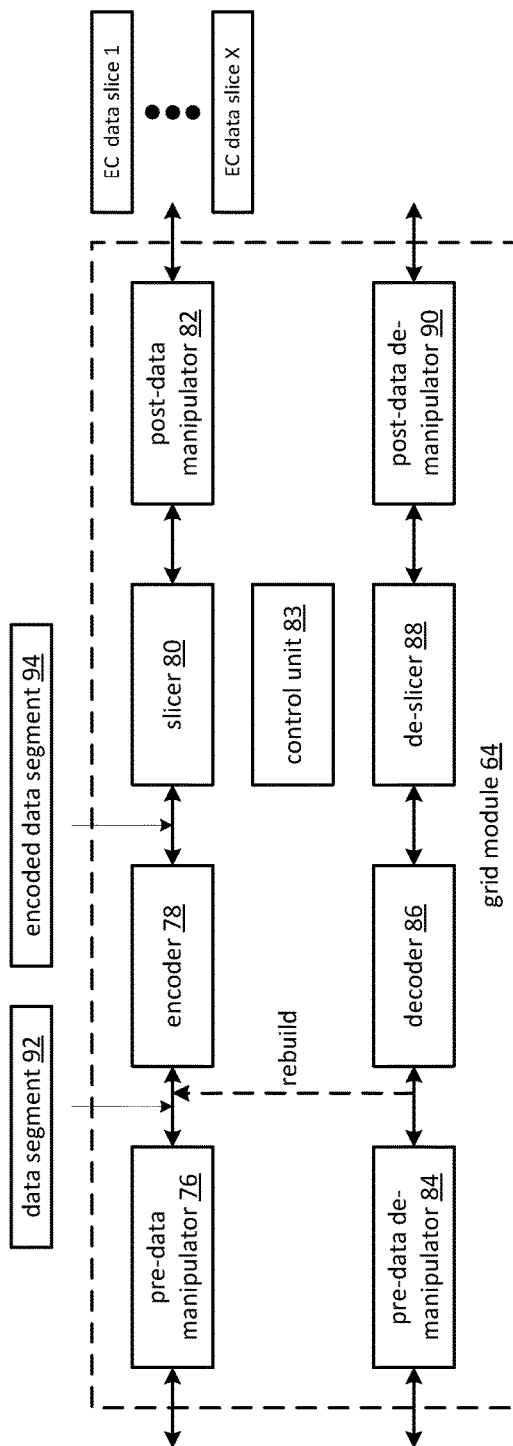 data segment 92
encoded data segment 94
EC data slice 1
EC data slice X
pre-data
manipulator 76
encoder 78
slicer 80
post-data
manipulator 82
rebuild
control unit 83
pre-data de-
manipulator 84
decoder 86
de-slicer 88
post-data de-
manipulator 90
grid module 64